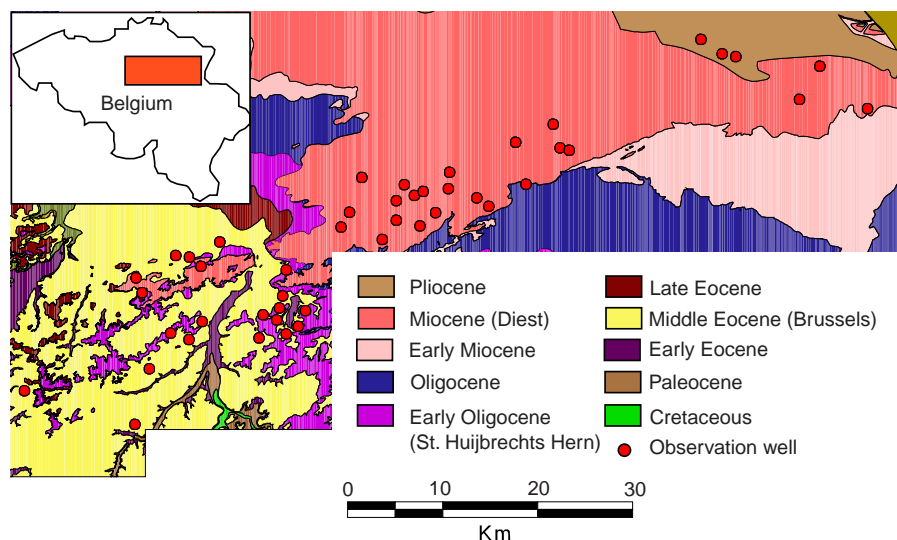 Belgium
Pliocene
Miocene (Diest)
Early Miocene
Oligocene
Early Oligocene
(St. Huijbrechts Hern)
Late Eocene
Middle Eocene (Brussels)
Early Eocene
Paleocene
Cretaceous
Observation well
0 10 20 30
Km